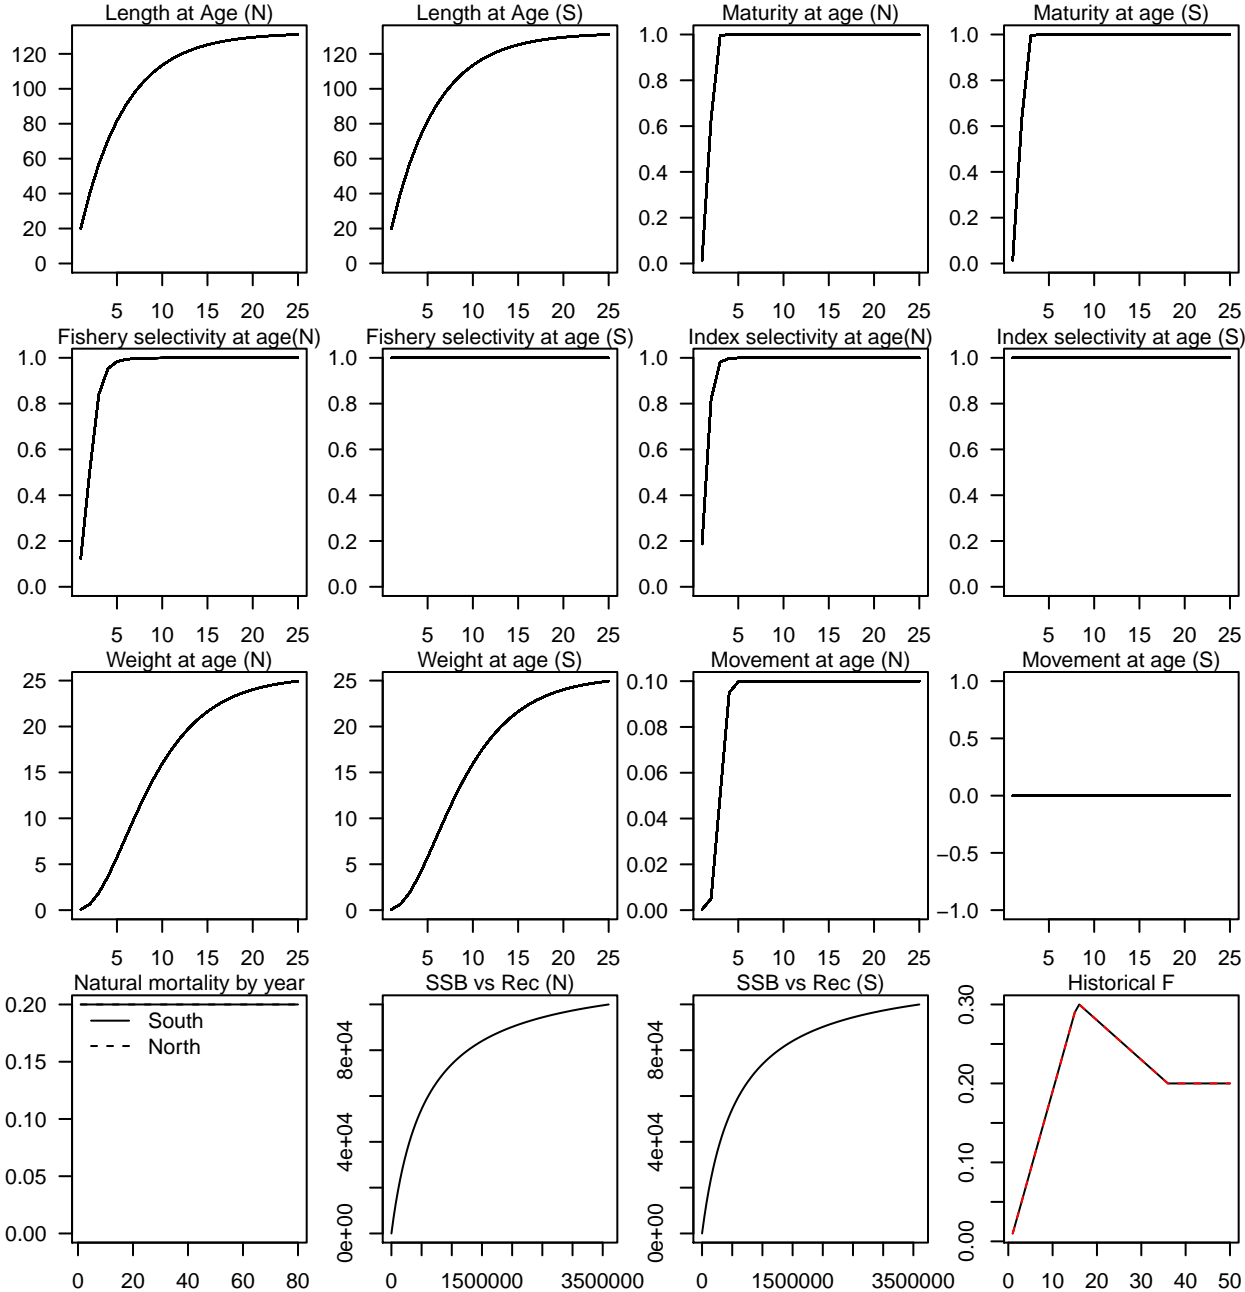 Length at Age (N)
Length at Age (S)
Maturity at age (N)
Maturity at age (S)
0 20 40 60 80 100 120
5 10 15 20 25
0 20 40 60 80 100 120
5 10 15 20 25
0.0 0.2 0.4 0.6 0.8 1.0
5 10 15 20 25
0.0 0.2 0.4 0.6 0.8 1.0
5 10 15 20 25
Fishery selectivity at age(N)
Fishery selectivity at age (S)
Index selectivity at age(N)
Index selectivity at age (S)
0.0 0.2 0.4 0.6 0.8 1.0
5 10 15 20 25
0.0 0.2 0.4 0.6 0.8 1.0
5 10 15 20 25
0.0 0.2 0.4 0.6 0.8 1.0
5 10 15 20 25
0.0 0.2 0.4 0.6 0.8 1.0
5 10 15 20 25
Weight at age (N)
Weight at age (S)
Movement at age (N)
Movement at age (S)
0 5 10 15 20 25
5 10 15 20 25
0 5 10 15 20 25
5 10 15 20 25
0.00 0.02 0.04 0.06 0.08 0.10
5 10 15 20 25
−1.0 −0.5 0.0 0.5 1.0
5 10 15 20 25
Natural mortality by year
SSB vs Rec (N)
SSB vs Rec (S)
Historical F
0.00 0.05 0.10 0.15 0.20
South
North
0 20 40 60 80
0e+00 4e+04 8e+04
0 1500000 3500000
0e+00 4e+04 8e+04
0 1500000 3500000
0.00 0.10 0.20 0.30
0 10 20 30 40 50